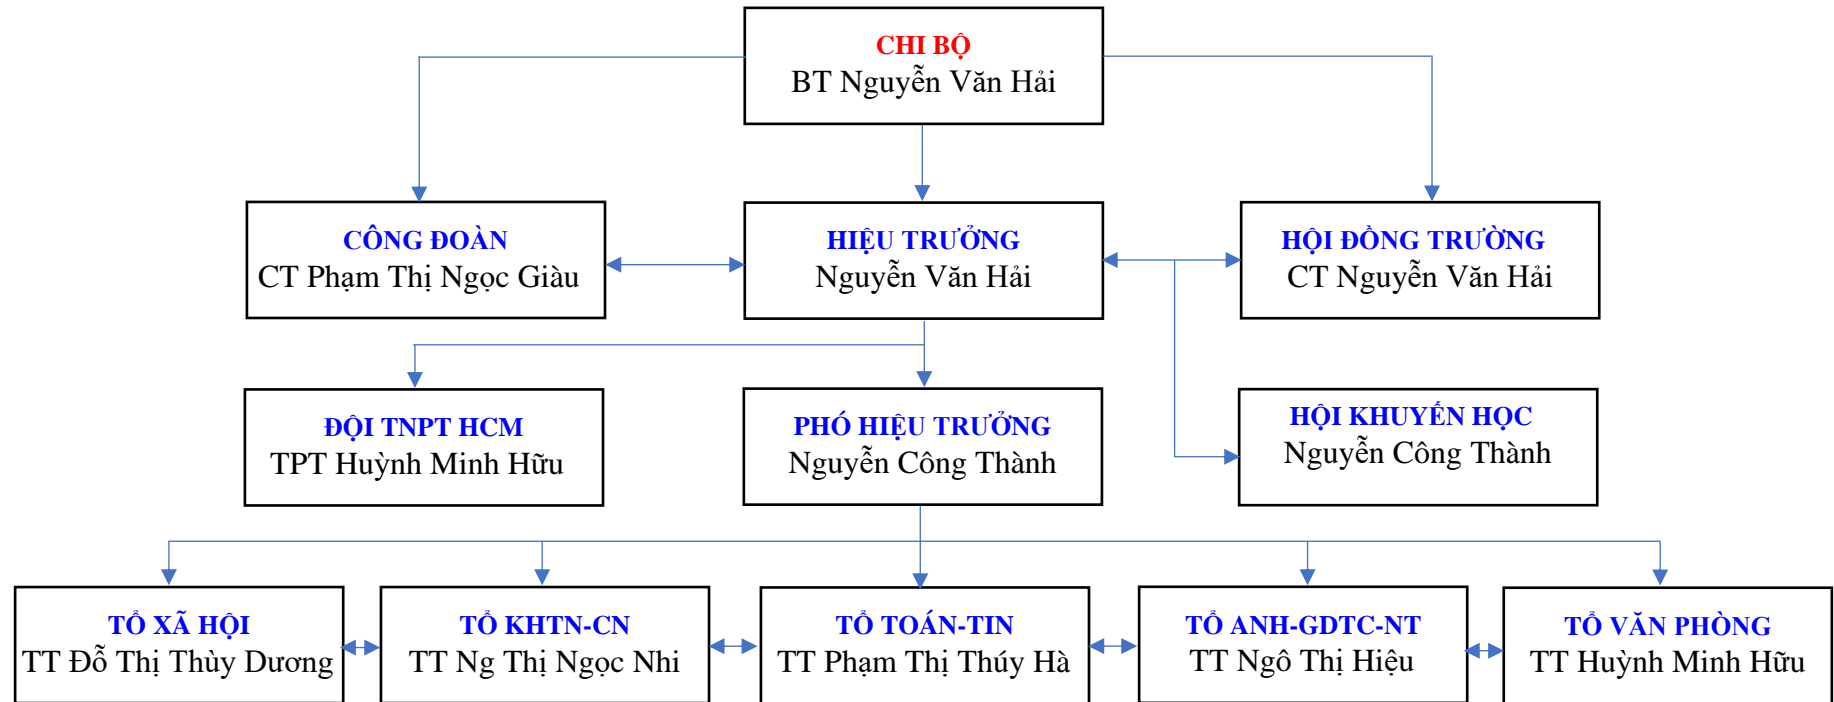 CHI BỘ
BT Nguyễn Văn Hải
CÔNG ĐOÀN
CT Phạm Thị Ngọc Giàu
HIỆU TRƯỞNG
Nguyễn Văn Hải
HỘI ĐỒNG TRƯỜNG
CT Nguyễn Văn Hải
ĐỘI TNPT HCM
TPT Huỳnh Minh Hữu
PHÓ HIỆU TRƯỞNG
Nguyễn Công Thành
HỘI KHUYẾN HỌC
Nguyễn Công Thành
TỔ XÃ HỘI
TT Đỗ Thị Thùy Dương
TỔ KHTN-CN
TT Ng Thị Ngọc Nhi
TỔ TOÁN-TIN
TT Phạm Thị Thúy Hà
TỔ ANH-GDTC-NT
TT Ngô Thị Hiệu
TỔ VĂN PHÒNG
TT Huỳnh Minh Hữu